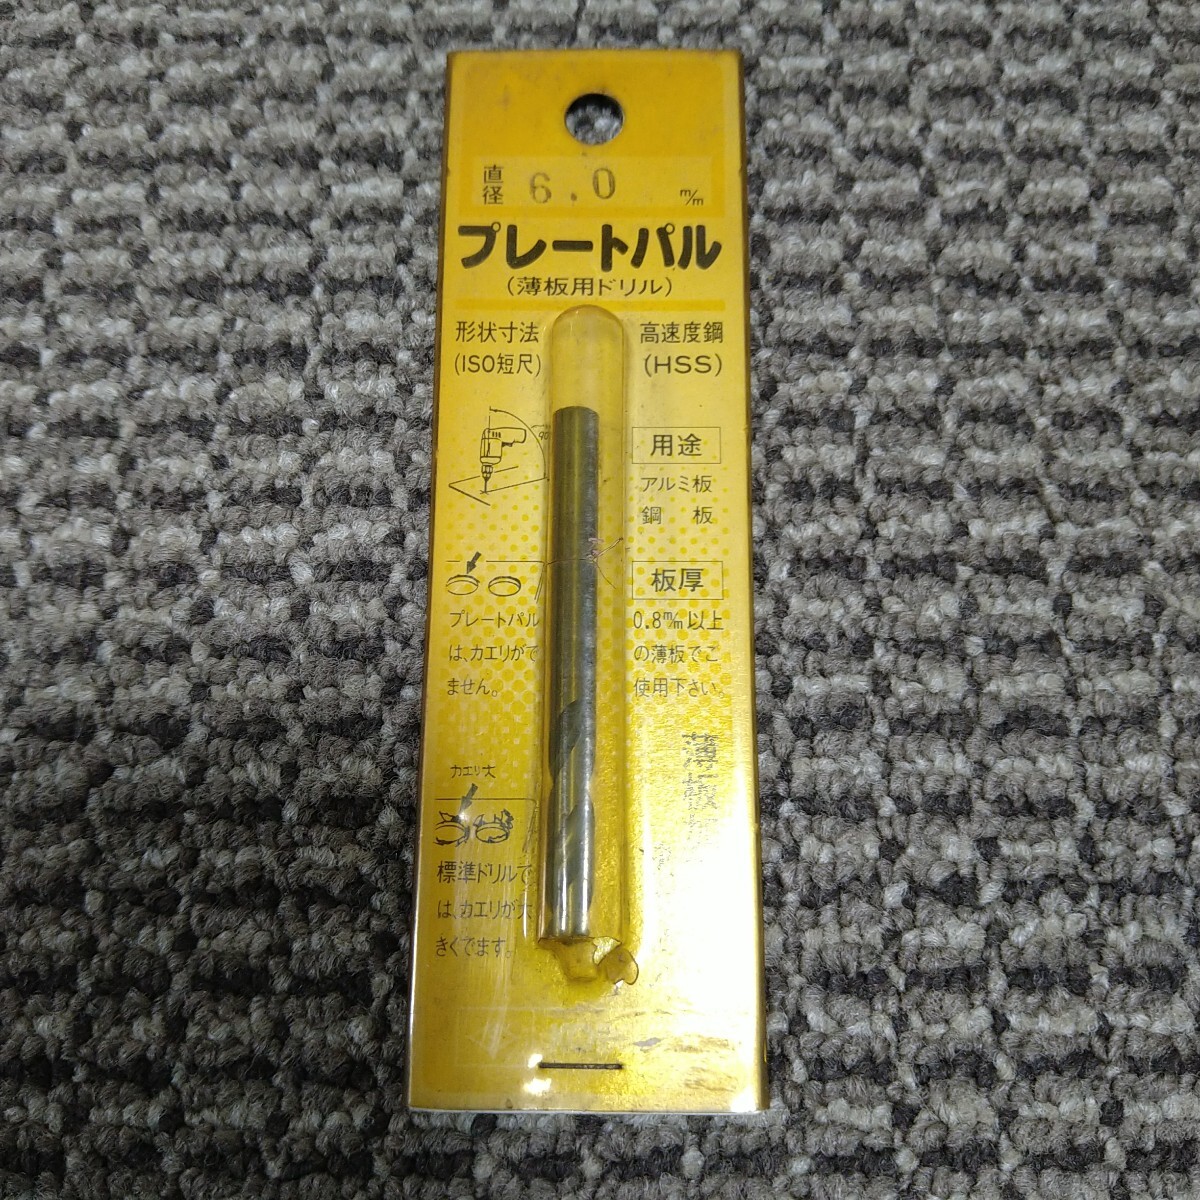 直径 6.0 m/m
プレートパル
(薄板用ドリル)
形状寸法
(ISO短尺)
高速度鋼
(HSS)
90°
用途
アルミ板
鋼 板
プレートパル
は、カエリがで
ません。
板厚
0.8m/m以上
の薄板でご
使用下さい。
カエリ大
標準ドリルで
は、カエリが大
きくでます。
薄板